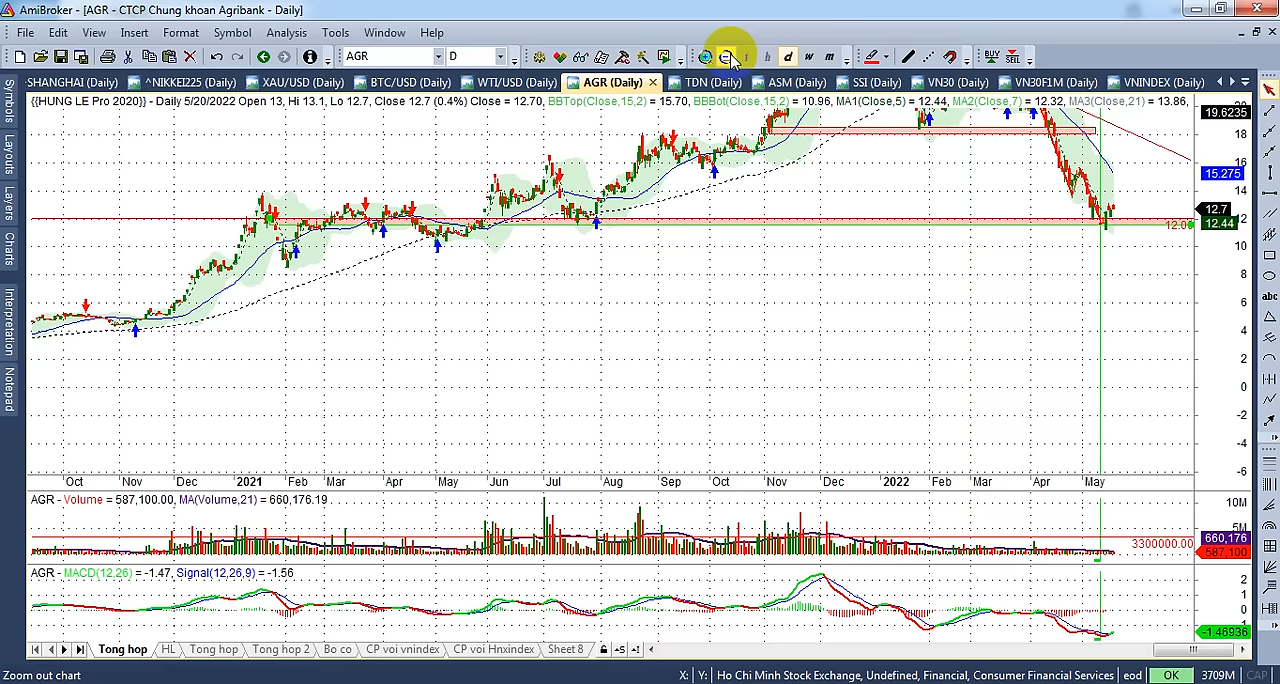 AmiBroker - [AGR - CTCP Chung khoan Agribank - Daily]
File Edit View Insert Format Symbol Analysis Tools Window Help
AGR D i h d w m BUY SELL
SHANGHAI (Daily) ^NIKKEI225 (Daily) XAU/USD (Daily) BTC/USD (Daily) WTI/USD (Daily) AGR (Daily) TDN (Daily) ASM (Daily) SSI (Daily) VN30 (Daily) VN30F1M (Daily) VNINDEX (Daily)
{{HUNG LE Pro 2020}} - Daily 5/20/2022 Open 13, Hi 13.1, Lo 12.7, Close 12.7 (0.4%) Close = 12.70, BBTop(Close,15,2) = 15.70, BBBot(Close,15,2) = 10.96, MA1(Close,5) = 12.44, MA2(Close,7) = 12.32, MA3(Close,21) = 13.86,
Symbols
Layouts
Layers
Charts
Interpretation
Notepad
19.6235
18
16
15.275
14
12.7
12
12.44
12.00
10
8
6
4
2
0
-2
-4
-6
abc
Oct Nov Dec 2021 Feb Mar Apr May Jun Jul Aug Sep Oct Nov Dec 2022 Feb Mar Apr May
AGR - Volume = 587,100.00, MA(Volume,21) = 660,176.19
10M
5M
660,176
3300000.00
587,100
AGR - MACD(12,26) = -1.47, Signal(12,26,9) = -1.56
2
1
0
-1.46936
Tong hop HL Tong hop Tong hop 2 Bo co CP voi vnindex CP voi Hnxindex Sheet 8
Zoom out chart X: Y: Ho Chi Minh Stock Exchange, Undefined, Financial, Consumer Financial Services eod OK 3709M CAP